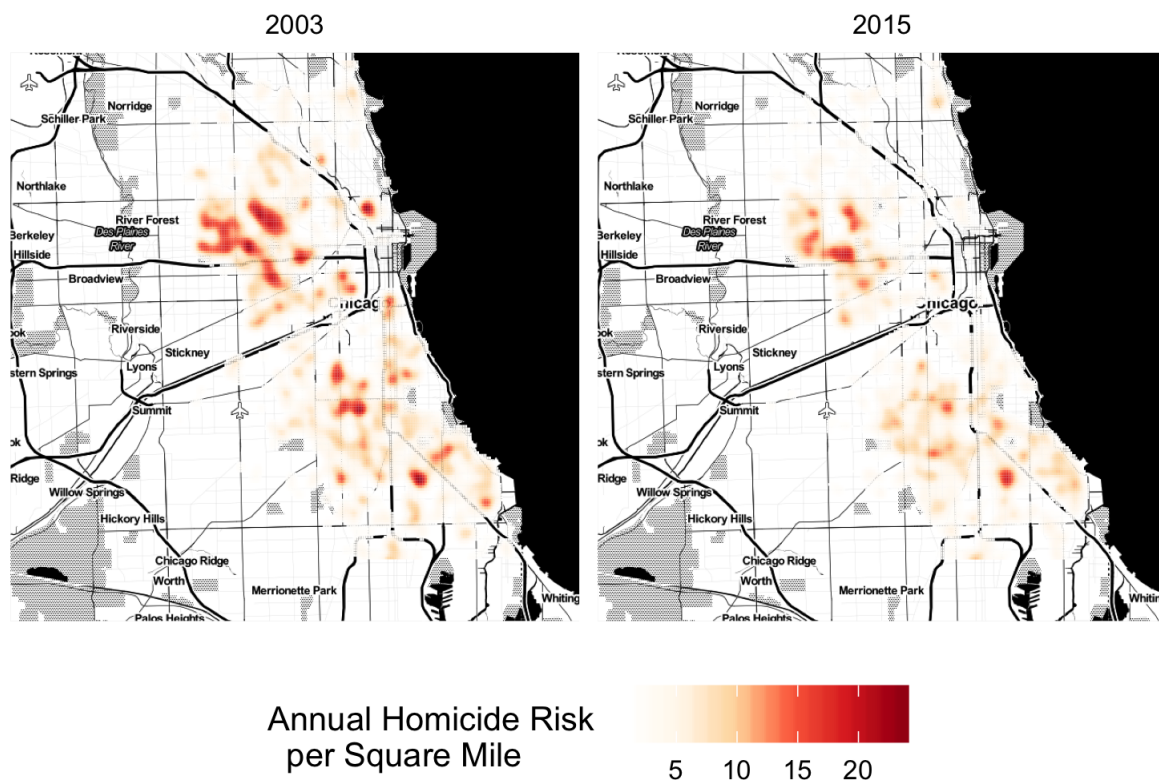 2003
2015
Norridge
Schiller Park
Northlake
River Forest
Des Plaines
River
Berkeley
Hillside
Broadview
Chicago
Riverside
Stickney
Lyons
stern Springs
Summit
Ridge
Willow Springs
Hickory Hills
Chicago Ridge
Worth
Merrionette Park
Whiting
Palos Heights
Norridge
Schiller Park
Northlake
River Forest
Des Plaines
River
Berkeley
Hillside
Broadview
Chicago
Riverside
Stickney
Lyons
stern Springs
Summit
Ridge
Willow Springs
Hickory Hills
Chicago Ridge
Worth
Merrionette Park
Whiting
Palos Heights
Annual Homicide Risk
per Square Mile
5 10 15 20